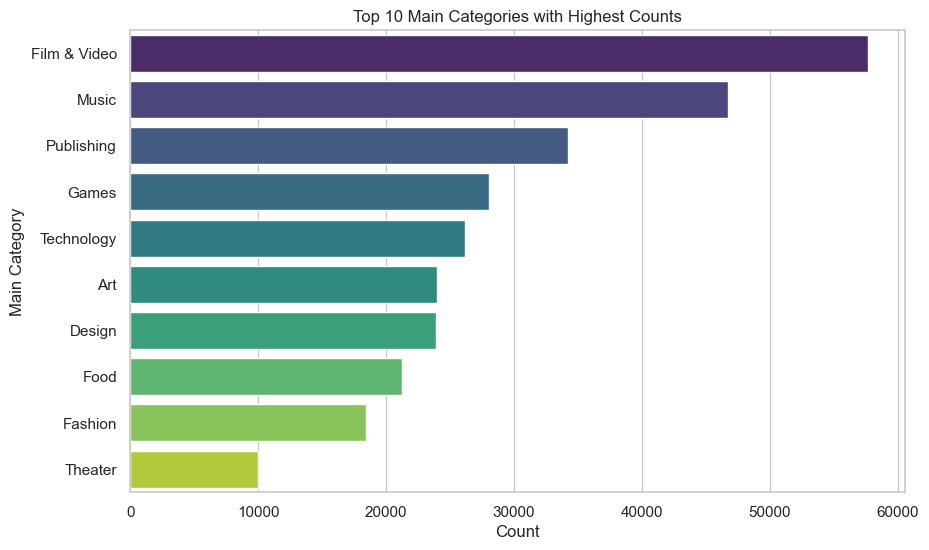 Top 10 Main Categories with Highest Counts
Main Category
Film & Video
Music
Publishing
Games
Technology
Art
Design
Food
Fashion
Theater
0 10000 20000 30000 40000 50000 60000
Count